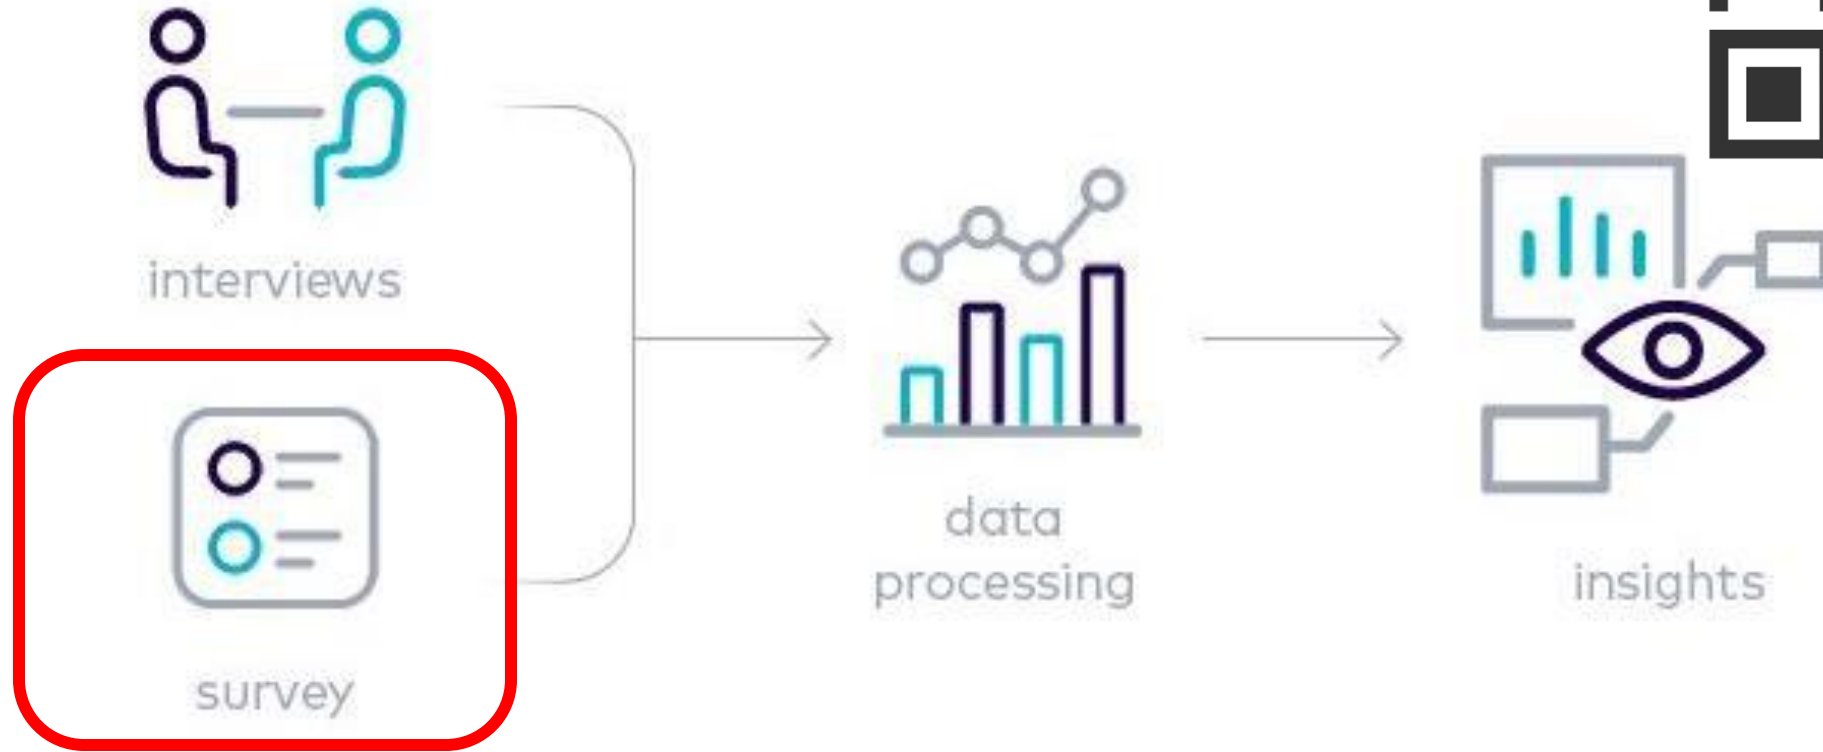 interviews
survey
data
processing
insights